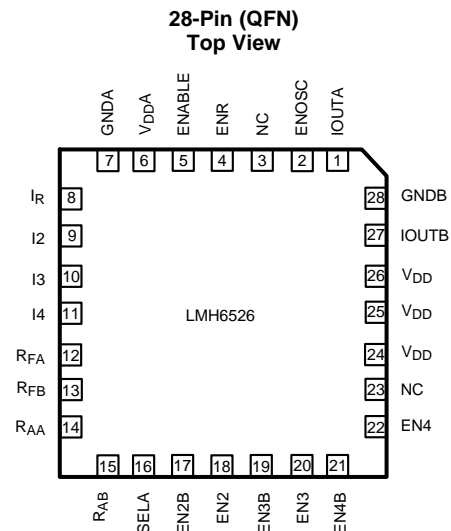 28-Pin (QFN)
Top View
GNDA
VDDA
ENABLE
ENR
NC
ENOSC
IOUTA
7 6 5 4 3 2 1
IR 8
I2 9
I3 10
I4 11
RFA 12
RFB 13
RAA 14
LMH6526
28 GNDB
27 IOUTB
26 VDD
25 VDD
24 VDD
23 NC
22 EN4
15 16 17 18 19 20 21
RAB
SELA
EN2B
EN2
EN3B
EN3
EN4B